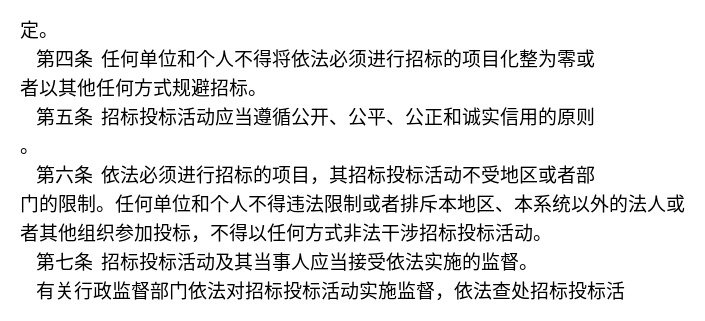 定。
第四条 任何单位和个人不得将依法必须进行招标的项目化整为零或
者以其他任何方式规避招标。
第五条 招标投标活动应当遵循公开、公平、公正和诚实信用的原则
。
第六条 依法必须进行招标的项目，其招标投标活动不受地区或者部
门的限制。任何单位和个人不得违法限制或者排斥本地区、本系统以外的法人或
者其他组织参加投标，不得以任何方式非法干涉招标投标活动。
第七条 招标投标活动及其当事人应当接受依法实施的监督。
有关行政监督部门依法对招标投标活动实施监督，依法查处招标投标活